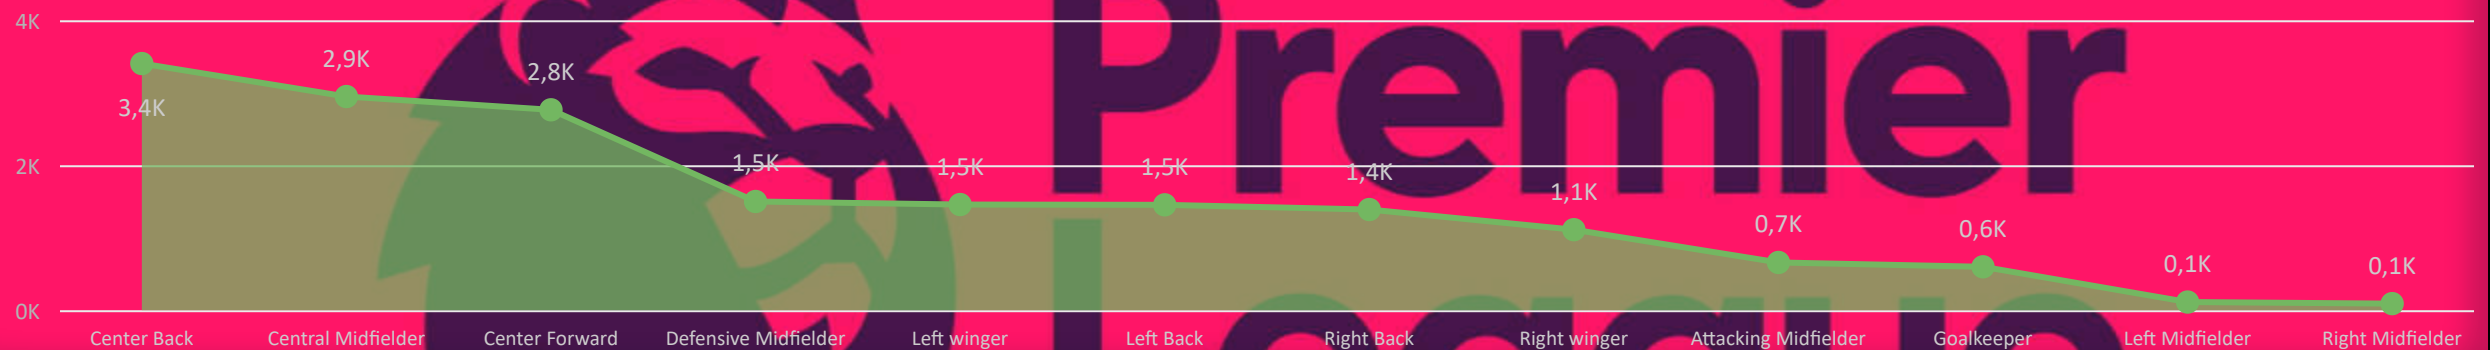 Premier
League
4K
2K
0K
3,4K
2,9K
2,8K
1,5K
1,5K
1,5K
1,4K
1,1K
0,7K
0,6K
0,1K
0,1K
Center Back
Central Midfielder
Center Forward
Defensive Midfielder
Left winger
Left Back
Right Back
Right winger
Attacking Midfielder
Goalkeeper
Left Midfielder
Right Midfielder